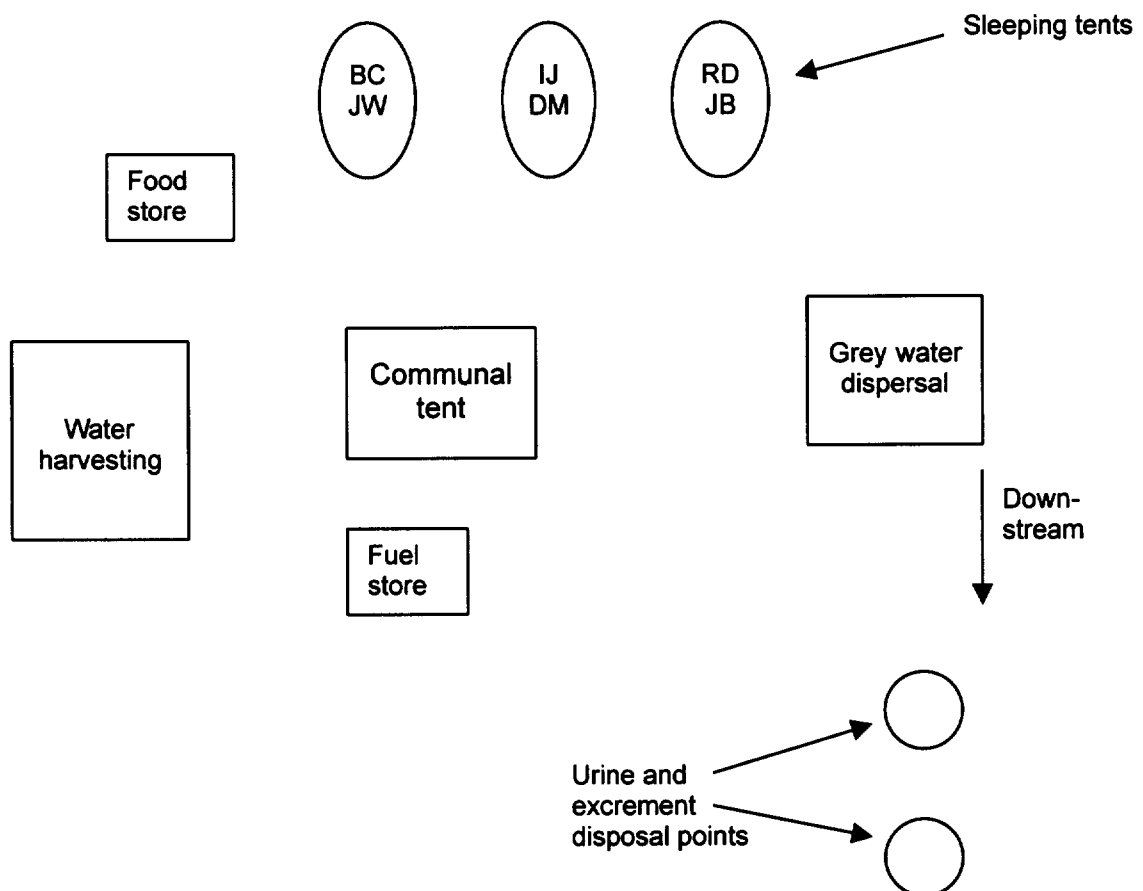 Sleeping tents
BC
JW
IJ
DM
RD
JB
Food
store
Water
harvesting
Communal
tent
Grey water
dispersal
Down-
stream
Fuel
store
Urine and
excrement
disposal points